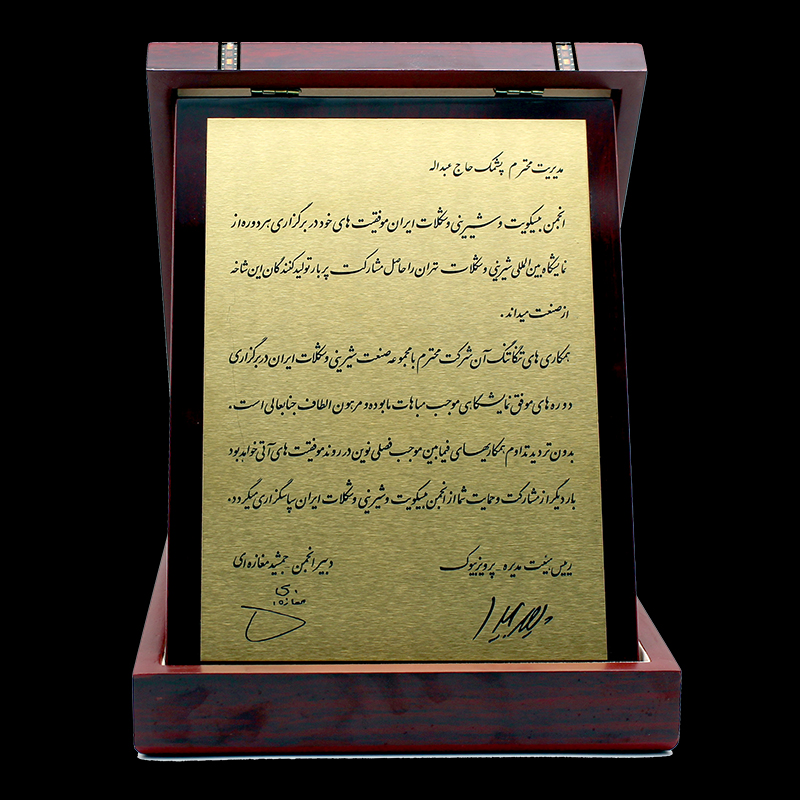 مدیریت محترم پشمک حاج عبداله
انجمن بیسکویت و شیرینی و شکلات ایران موفقیت های خود در برگزاری هر دوره از
نمایشگاه بین المللی شیرینی و شکلات تهران را حاصل مشارکت پربار تولیدکنندگان این شاخه
از صنعت میداند .
همکاری های تنگاتنگ آن شرکت محترم با مجموعه صنعت شیرینی و شکلات ایران در برگزاری
دوره های موفق نمایشگاهی موجب مباهات ما بوده و مرهون الطاف جنابعالی است .
بدون تردید تداوم همکاریهای فیمابین موجب فصلی نوین در روند موفقیت های آتی خواهد بود
بار دیگر از مشارکت و حمایت شما از انجمن بیسکویت و شیرینی و شکلات ایران سپاسگزاری میگردد.
رییس هیئت مدیره - پرویز بیوک
دبیر انجمن جمشید مغازه ای